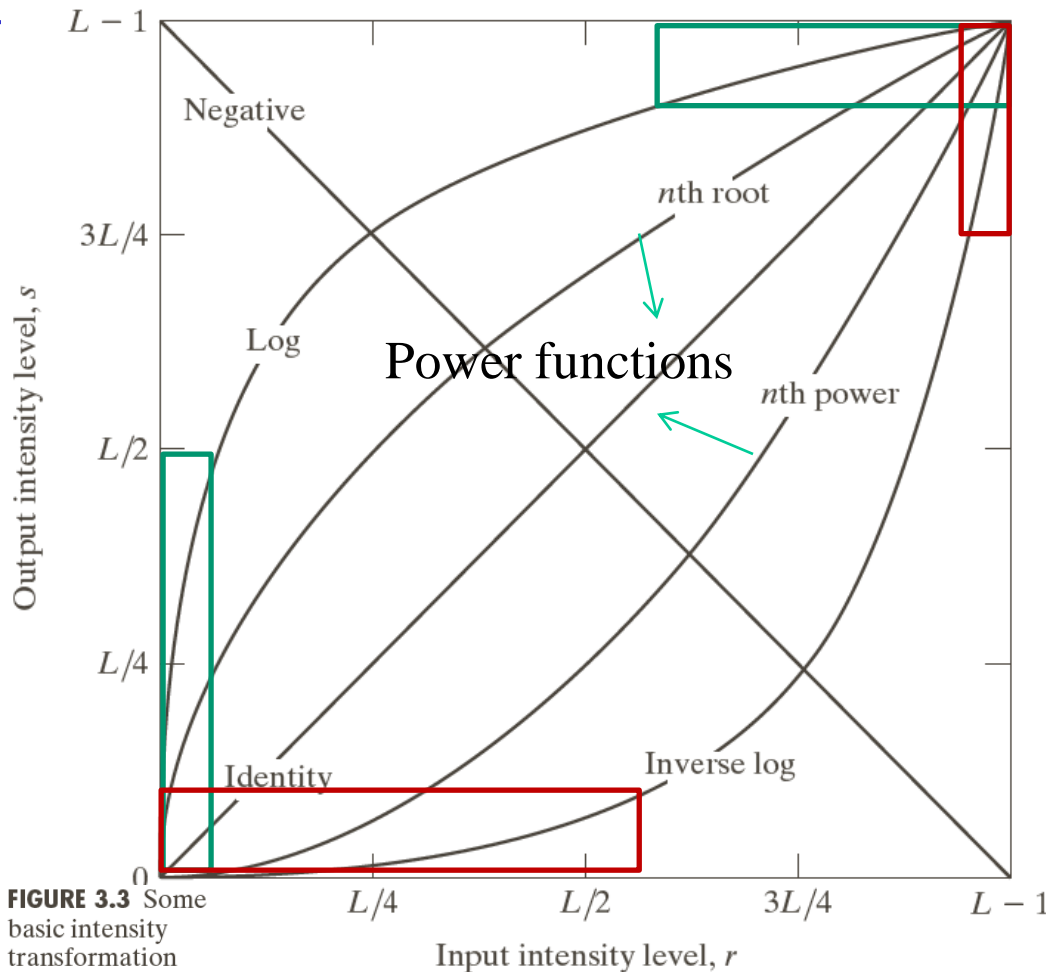 L − 1
Negative
nth root
3L/4
Log
Power functions
nth power
Output intensity level, s
L/2
L/4
Inverse log
Identity
0
L/4
L/2
3L/4
L − 1
Input intensity level, r
FIGURE 3.3 Some
basic intensity
transformation